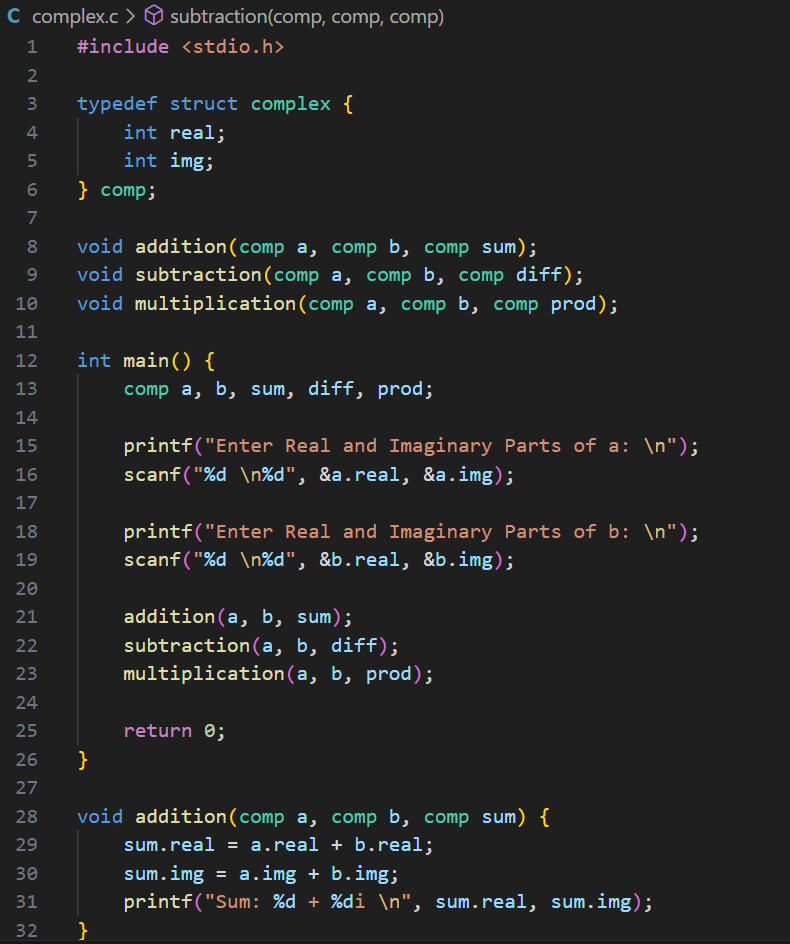 C complex.c > subtraction(comp, comp, comp)
1 #include <stdio.h>
2
3 typedef struct complex {
4     int real;
5     int img;
6 } comp;
7
8 void addition(comp a, comp b, comp sum);
9 void subtraction(comp a, comp b, comp diff);
10 void multiplication(comp a, comp b, comp prod);
11
12 int main() {
13     comp a, b, sum, diff, prod;
14
15     printf("Enter Real and Imaginary Parts of a: \n");
16     scanf("%d \n%d", &a.real, &a.img);
17
18     printf("Enter Real and Imaginary Parts of b: \n");
19     scanf("%d \n%d", &b.real, &b.img);
20
21     addition(a, b, sum);
22     subtraction(a, b, diff);
23     multiplication(a, b, prod);
24
25     return 0;
26 }
27
28 void addition(comp a, comp b, comp sum) {
29     sum.real = a.real + b.real;
30     sum.img = a.img + b.img;
31     printf("Sum: %d + %di \n", sum.real, sum.img);
32 }